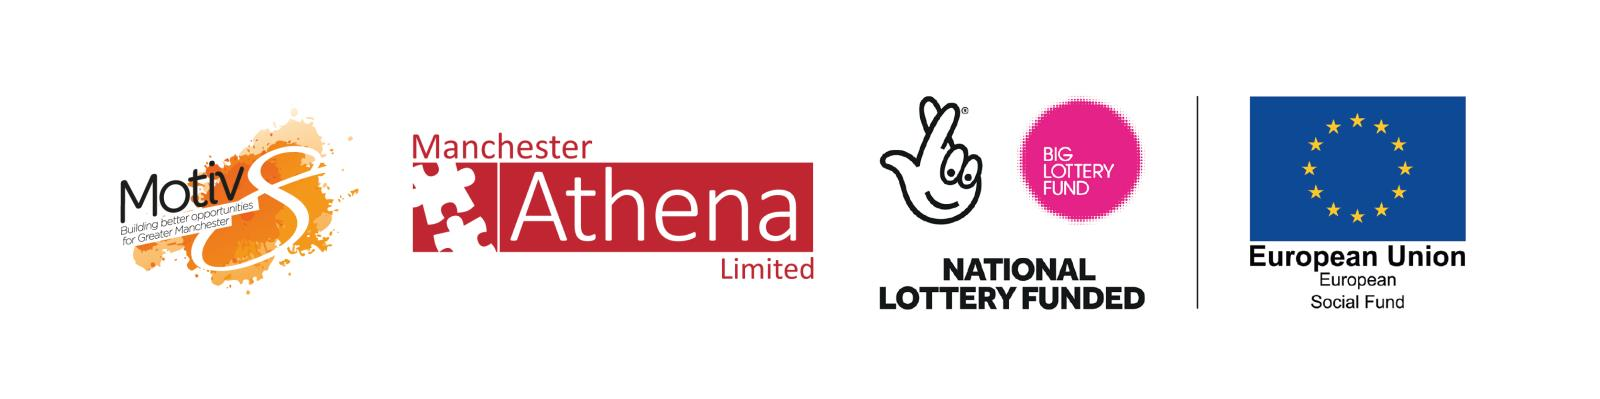 Motiv8
Building better opportunities
for Greater Manchester
Manchester
Athena
Limited
®
BIG
LOTTERY
FUND
NATIONAL
LOTTERY FUNDED
European Union
European
Social Fund